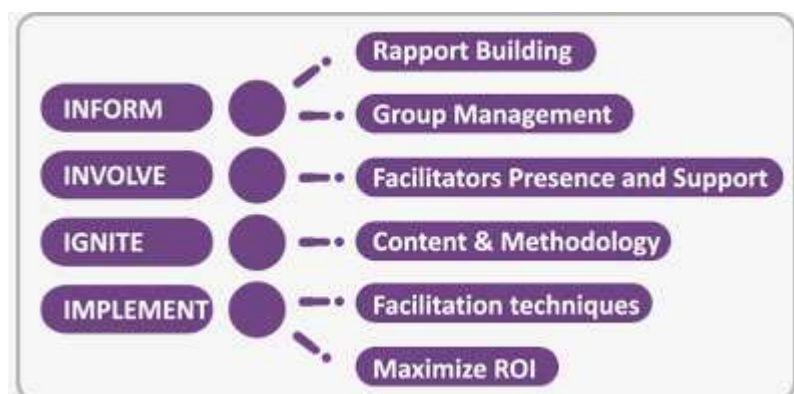 INFORM
INVOLVE
IGNITE
IMPLEMENT
Rapport Building
Group Management
Facilitators Presence and Support
Content & Methodology
Facilitation techniques
Maximize ROI